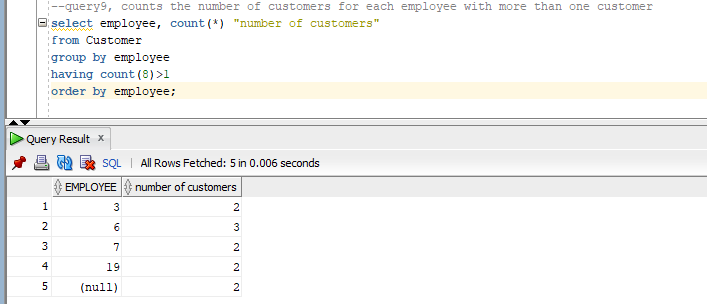 --query9, counts the number of customers for each employee with more than one customer
select employee, count(*) "number of customers"
from Customer
group by employee
having count(8)>1
order by employee;
Query Result x
SQL | All Rows Fetched: 5 in 0.006 seconds
EMPLOYEE number of customers
1 3 2
2 6 3
3 7 2
4 19 2
5 (null) 2